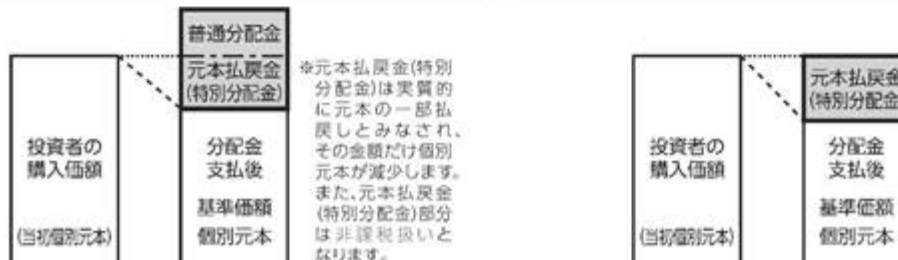 普通分配金
元本払戻金
(特別分配金)
投資者の
購入価額
(当初個別元本)
分配金
支払後
基準価額
個別元本
※元本払戻金(特別
分配金)は実質的
に元本の一部払
戻しとみなされ、
その金額だけ個別
元本が減少します。
また、元本払戻金
(特別分配金)部分
は非課税扱いと
なります。
投資者の
購入価額
(当初個別元本)
元本払戻金
(特別分配金
分配金
支払後
基準価額
個別元本